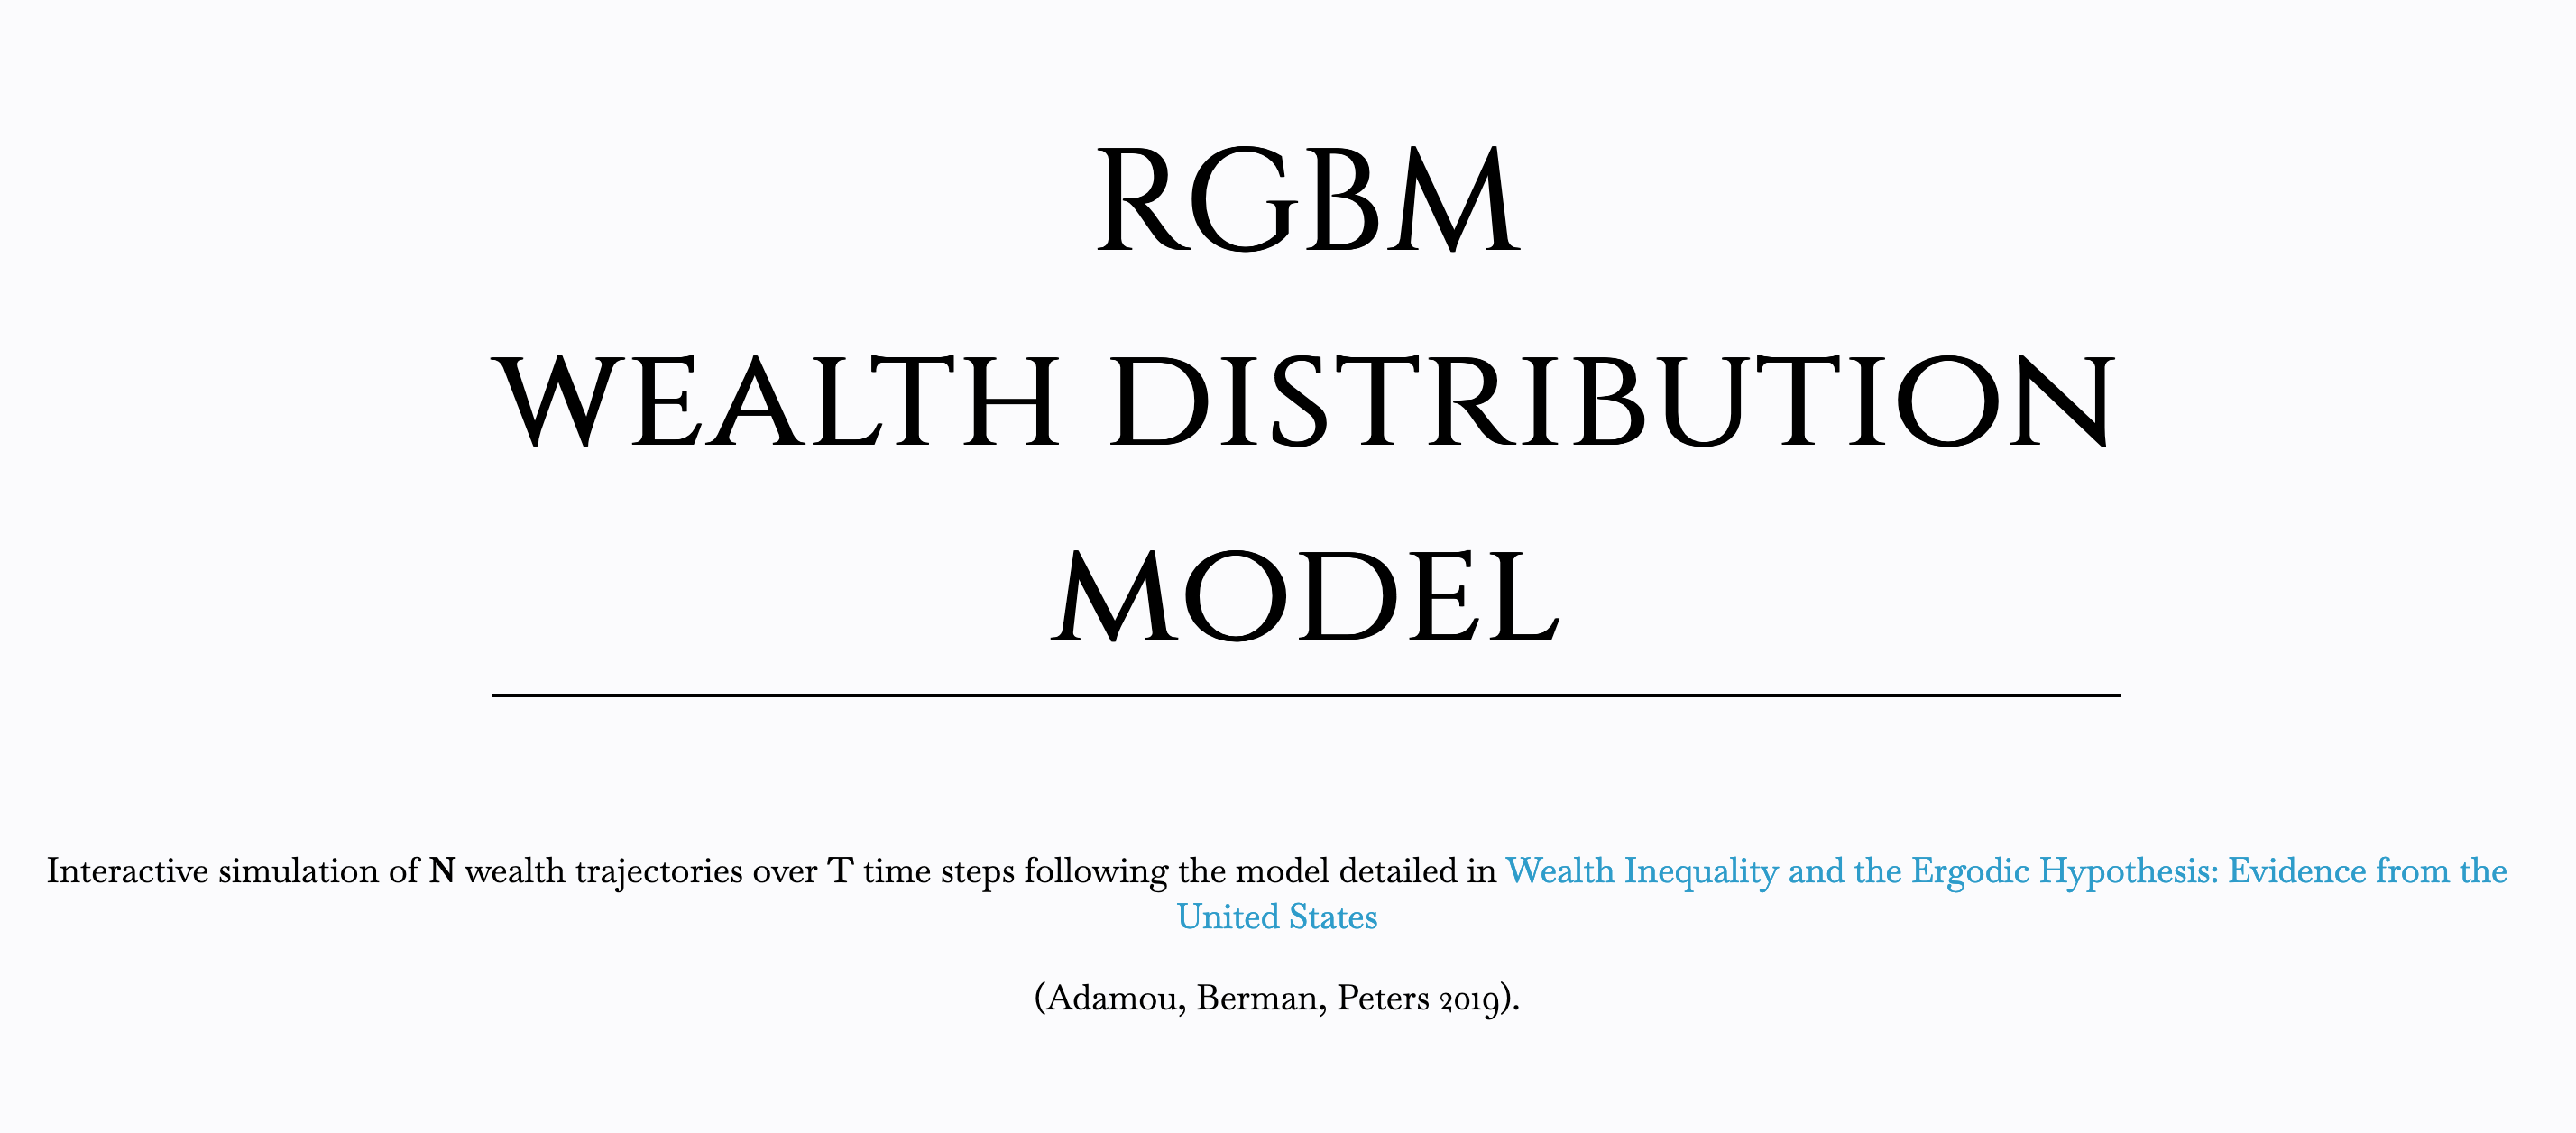 RGBM
WEALTH DISTRIBUTION
MODEL
Interactive simulation of N wealth trajectories over T time steps following the model detailed in Wealth Inequality and the Ergodic Hypothesis: Evidence from the
United States
(Adamou, Berman, Peters 2019).